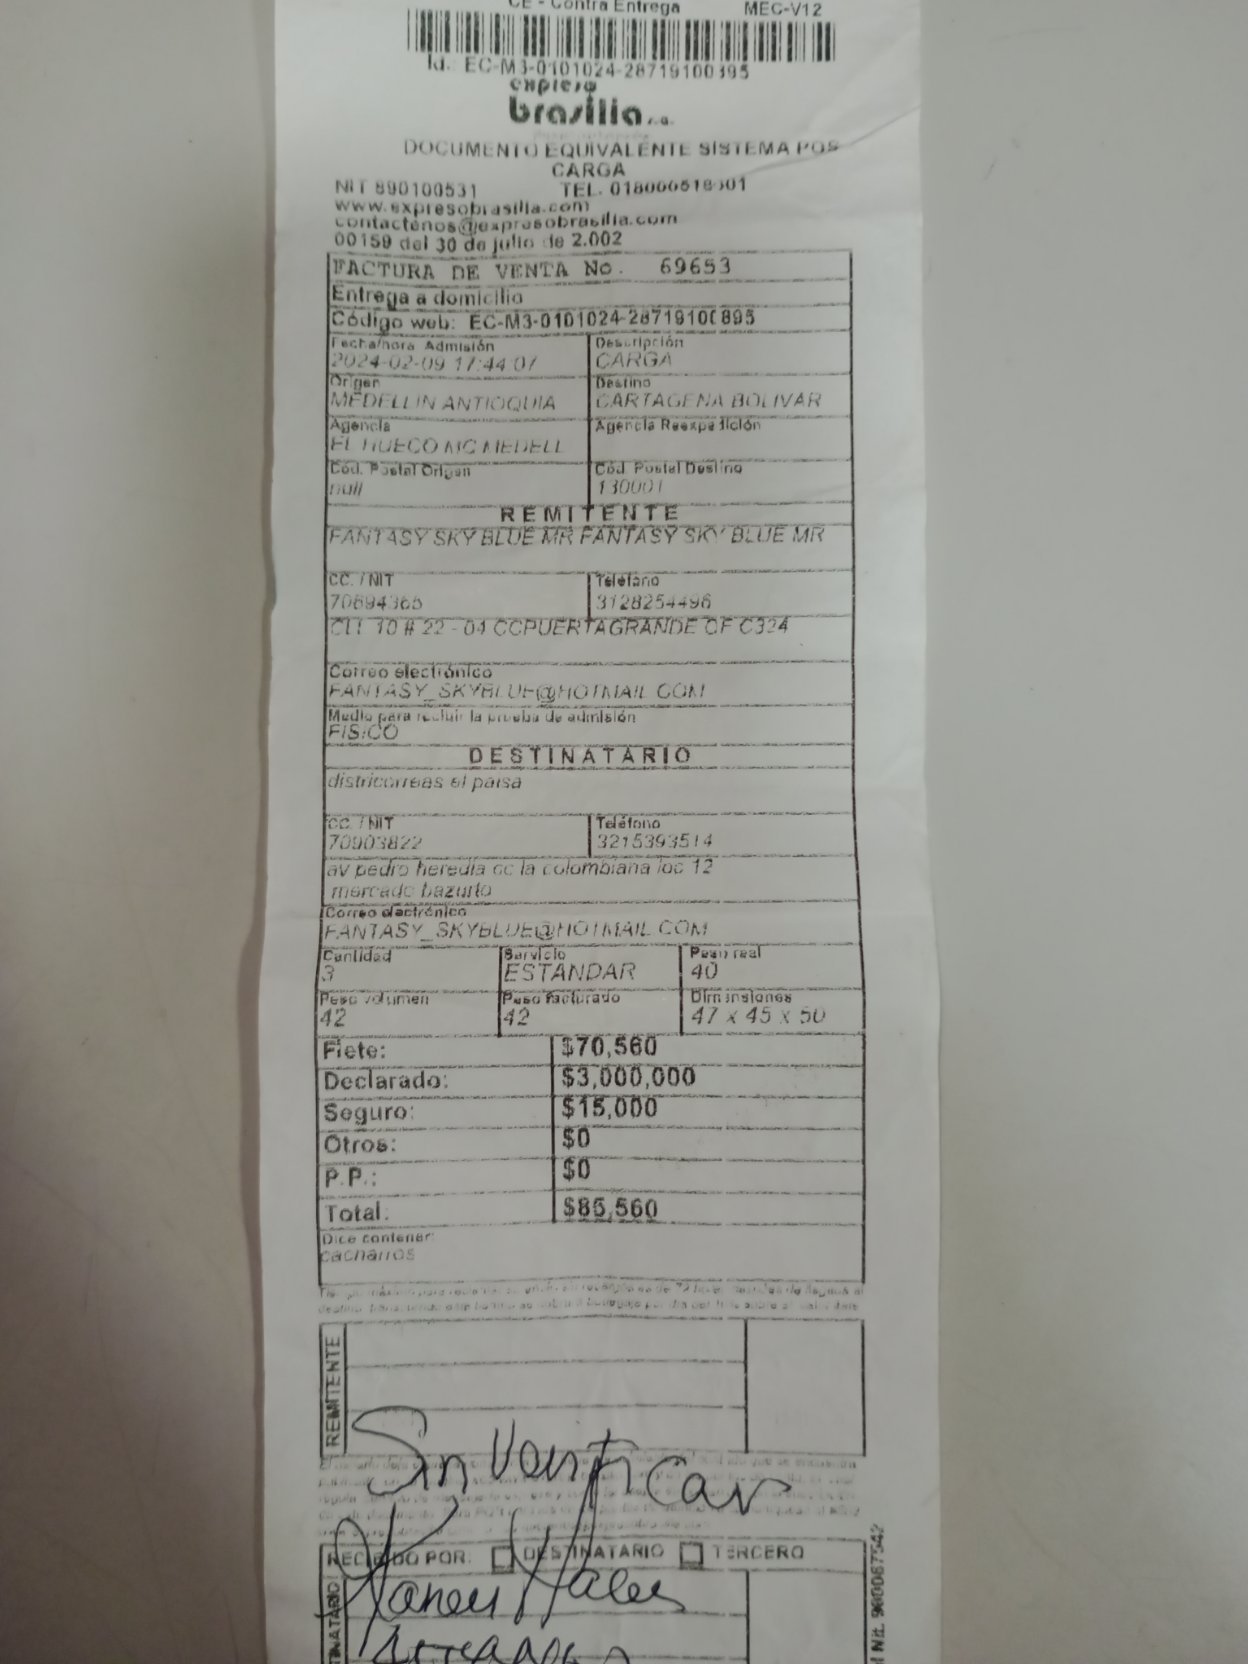 CE - Contra Entrega MEC-V12
Id.: EC-M3-0101024-28719100895
expreso
brasilia s.a.
DOCUMENTO EQUIVALENTE SISTEMA POS
CARGA
NIT 890100531 TEL. 018000518001
www.expresobrasilia.com
contactenos@expresobrasilia.com
00159 del 30 de julio de 2.002
FACTURA DE VENTA No. 69653
Entrega a domicilio
Código web: EC-M3-0101024-28719100895
Fecha/hora Admisión Descripción
2024-02-09 17:44:07 CARGA
Origen Destino
MEDELLIN ANTIOQUIA CARTAGENA BOLIVAR
Agencia Agencia Reexpedición
EL HUECO MC MEDELL
Cód. Postal Origen Cód. Postal Destino
null 130001
REMITENTE
FANTASY SKY BLUE MR FANTASY SKY BLUE MR
CC. / NIT Teléfono
70694365 3128254496
CLL 10 # 22 - 04 CCPUERTAGRANDE OF C324
Correo electrónico
FANTASY_SKYBLUE@HOTMAIL.COM
Medio para recibir la prueba de admisión
FISICO
DESTINATARIO
districorreas el paisa
CC. / NIT Teléfono
70903822 3215393514
av pedro heredia cc la colombiana loc 12
mercado bazurto
Correo electrónico
FANTASY_SKYBLUE@HOTMAIL.COM
Cantidad Servicio Peso real
3 ESTANDAR 40
Peso volumen Peso facturado Dimensiones
42 42 47 x 45 x 50
Flete: $70,560
Declarado: $3,000,000
Seguro: $15,000
Otros: $0
P.P.: $0
Total: $85,560
Dice contener:
cacharros
REMITENTE
Sin Verificar
RECIBIDO POR: DESTINATARIO TERCERO
Nit. 900067542